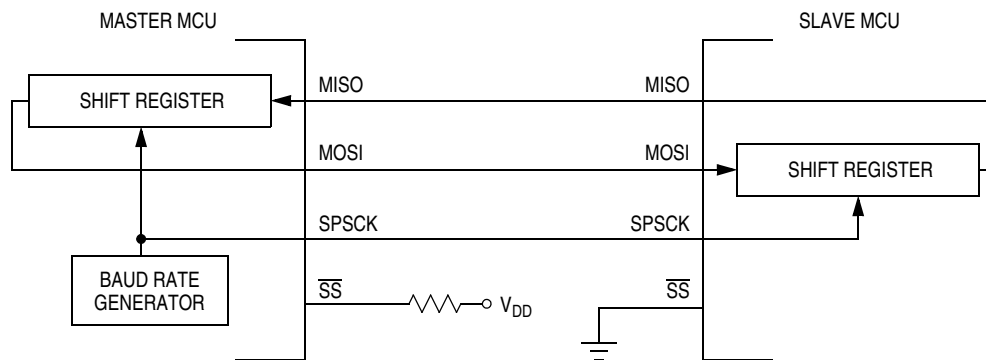 MASTER MCU
SLAVE MCU
SHIFT REGISTER
MISO
MISO
MOSI
MOSI
SHIFT REGISTER
SPSCK
SPSCK
BAUD RATE
GENERATOR
SS
VDD
SS